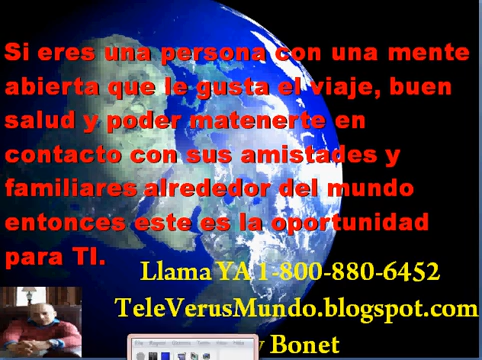 Si eres una persona con una mente
abierta que le gusta el viaje, buen
salud y poder matenerte en
contacto con sus amistades y
familiares alrededor del mundo
entonces este es la oportunidad
para TI.
Llama YA 1-800-880-6452
TeleVerusMundo.blogspot.com
y Bonet